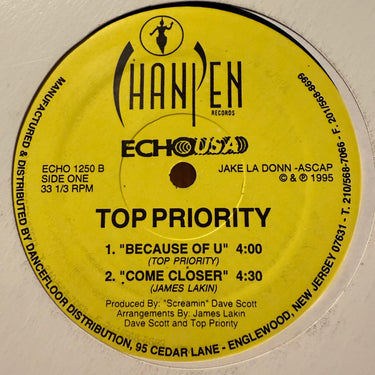 CHANPEN
RECORDS
ECHO USA
ECHO 1250 B
SIDE ONE
33 1/3 RPM
JAKE LA DONN -ASCAP
© & ℗ 1995
TOP PRIORITY
1. "BECAUSE OF U" 4:00
(TOP PRIORITY)
2. "COME CLOSER" 4:30
(JAMES LAKIN)
Produced By: "Screamin" Dave Scott
Arrangements By: James Lakin
Dave Scott and Top Priority
MANUFACTURED & DISTRIBUTED BY DANCEFLOOR DISTRIBUTION, 95 CEDAR LANE - ENGLEWOOD, NEW JERSEY 07631 - T. 210/568-7066 - F. 201/568-8699